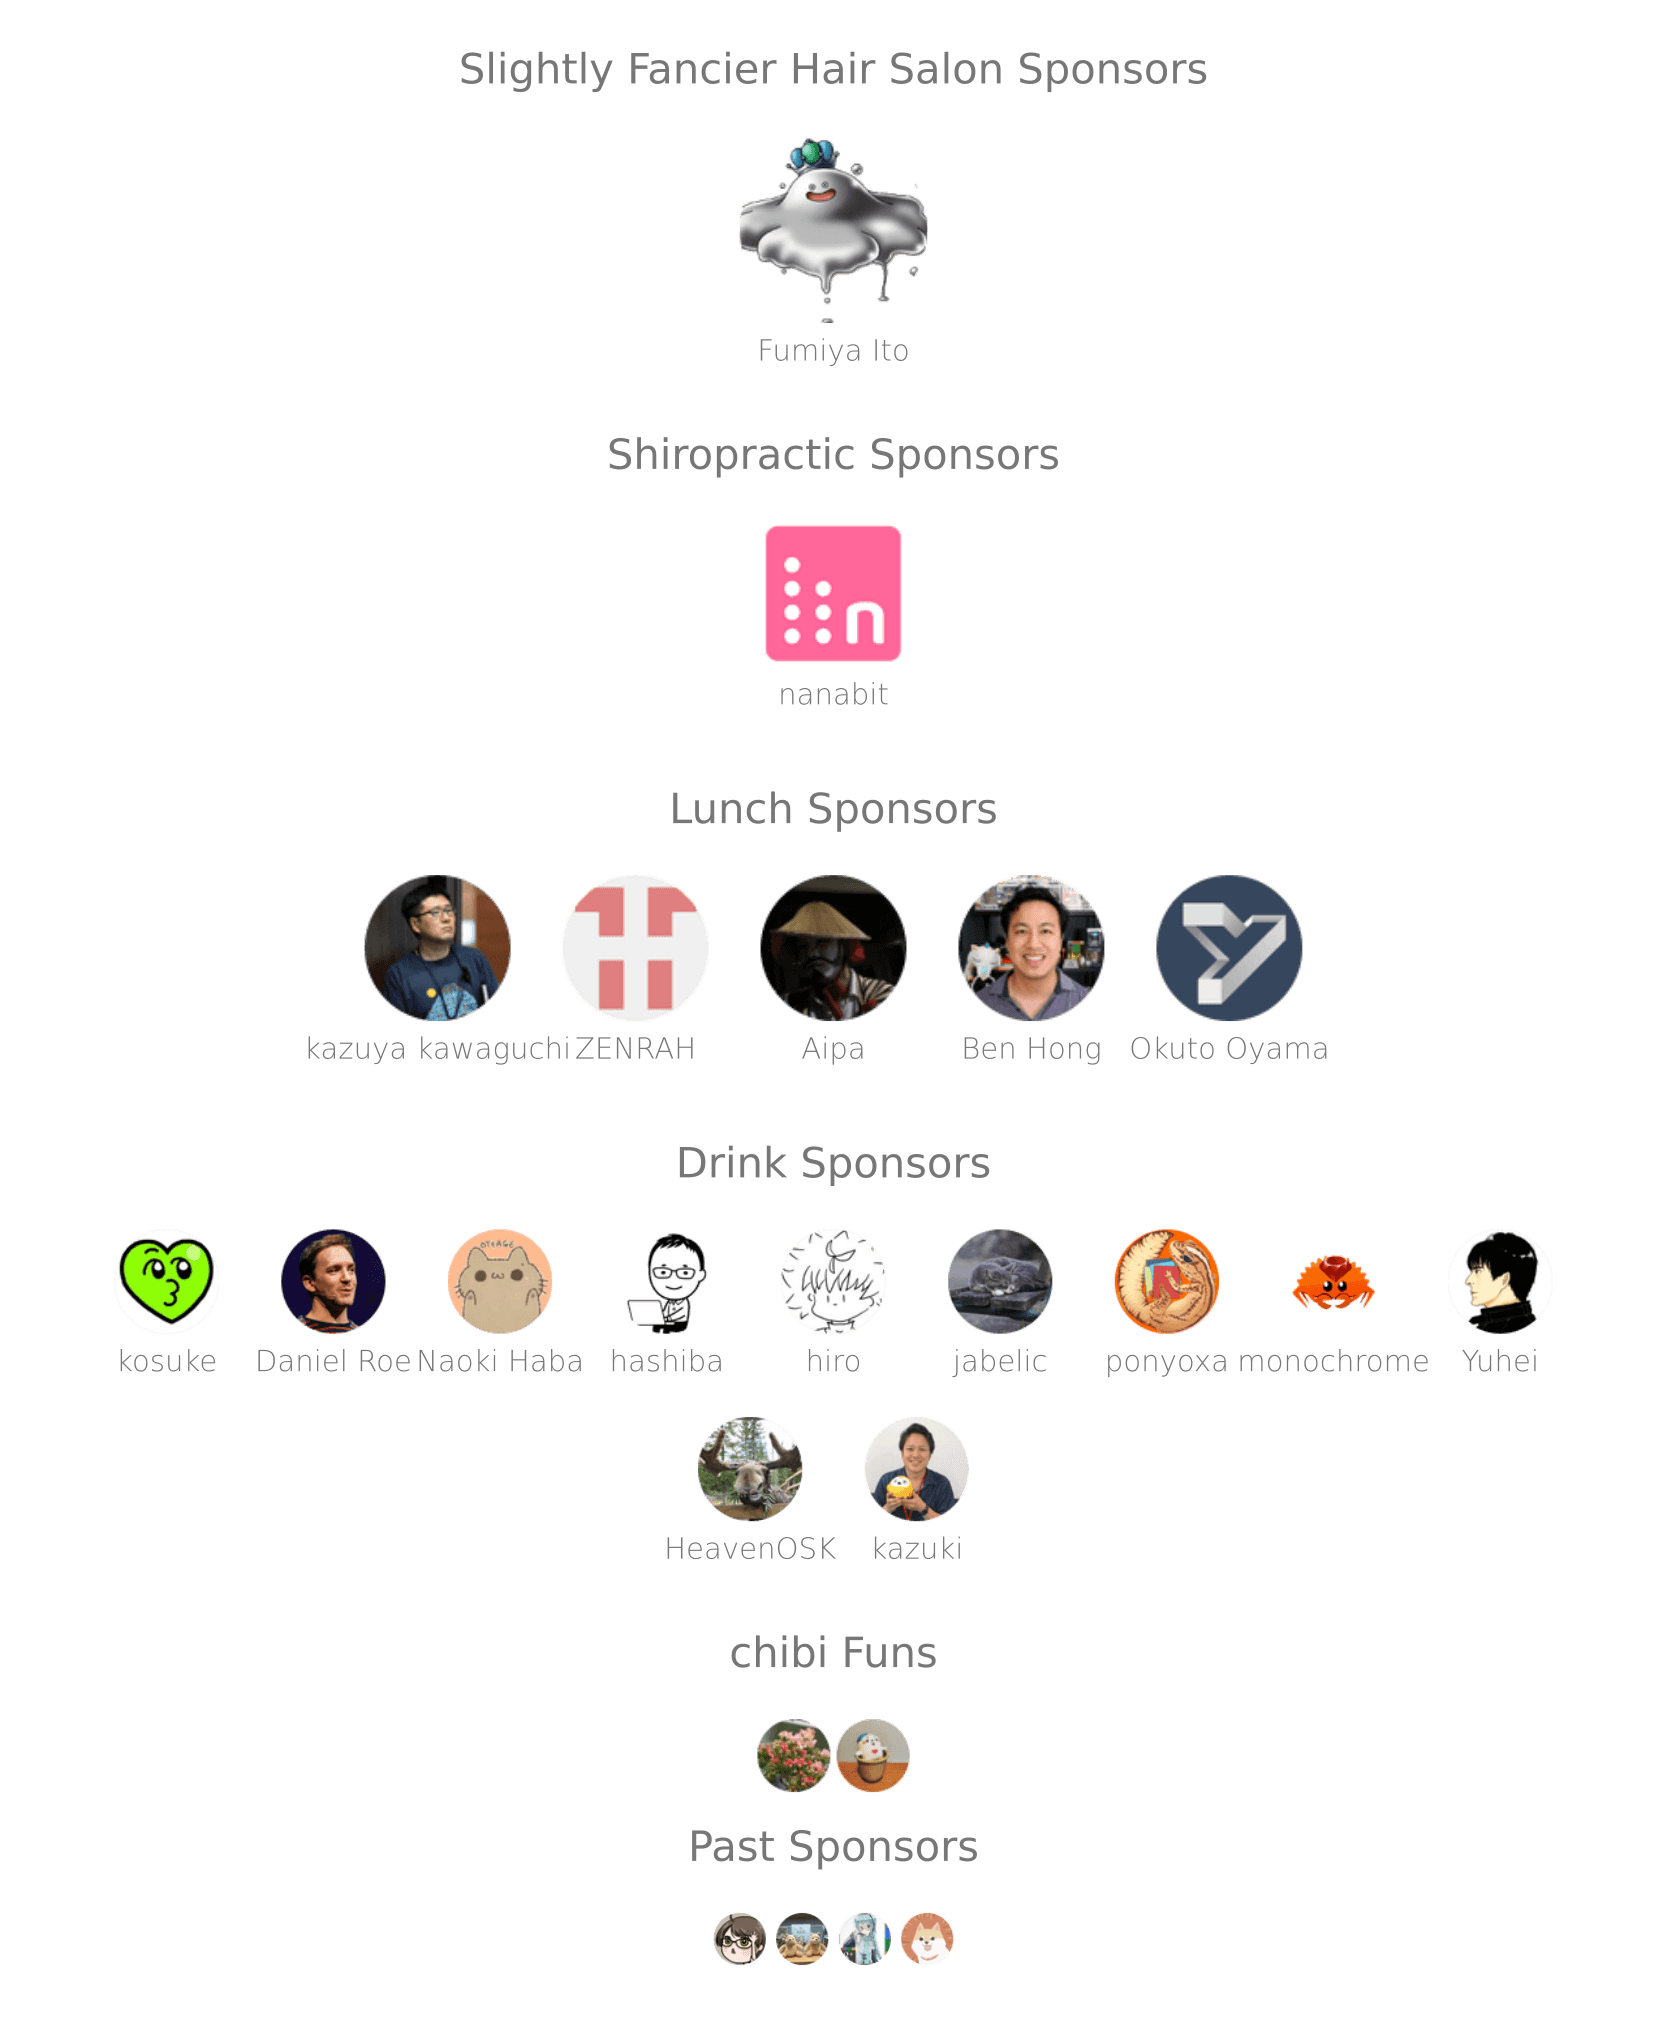 Slightly Fancier Hair Salon Sponsors
Fumiya Ito
Shiropractic Sponsors
n
nanabit
Lunch Sponsors
kazuya kawaguchi ZENRAH Aipa Ben Hong Okuto Oyama
Drink Sponsors
OTERGE
kosuke Daniel Roe Naoki Haba hashiba hiro jabelic ponyoxa monochrome Yuhei
HeavenOSK kazuki
chibi Funs
Past Sponsors